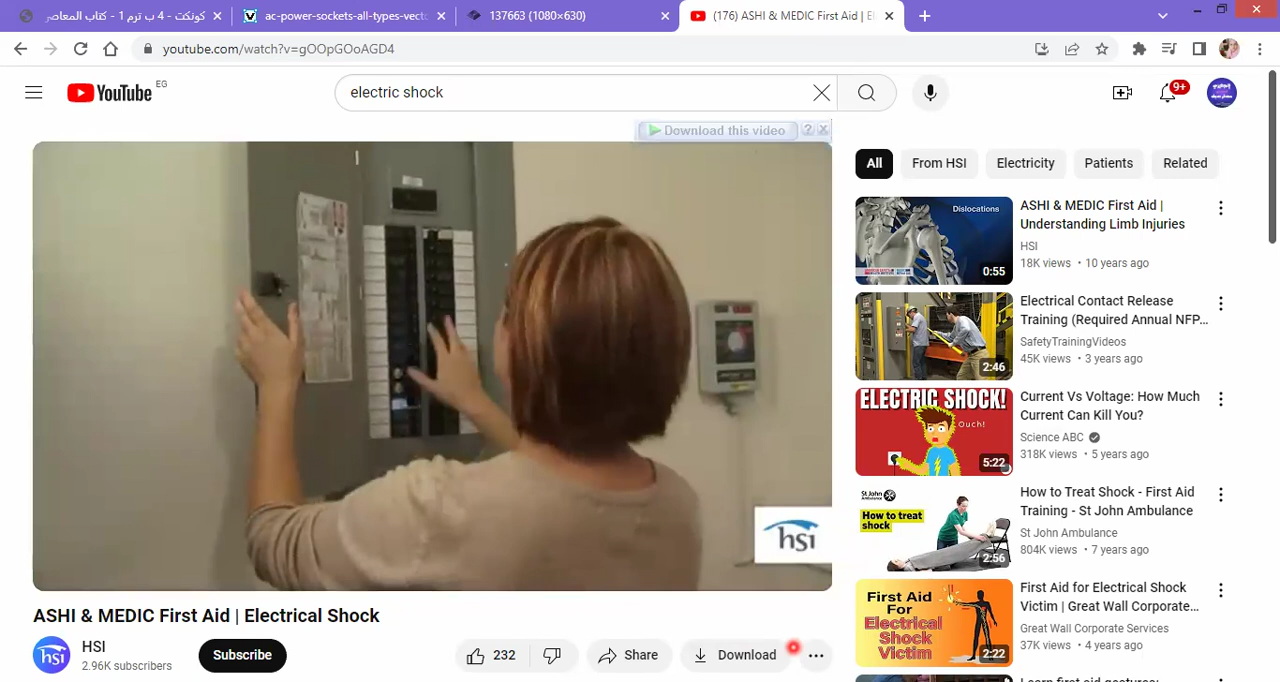 كونكت - 4 ب ترم 1 - كتاب المعاصر
ac-power-sockets-all-types-vecto
137663 (1080×630)
(176) ASHI & MEDIC First Aid | El
youtube.com/watch?v=gOOpGOoAGD4
YouTube EG
electric shock
9+
Download this video
hsi
ASHI & MEDIC First Aid | Electrical Shock
hsi
HSI
2.96K subscribers
Subscribe
232
Share
Download
All
From HSI
Electricity
Patients
Related
Dislocations
0:55
ASHI & MEDIC First Aid |
Understanding Limb Injuries
HSI
18K views • 10 years ago
2:46
Electrical Contact Release
Training (Required Annual NFP...
SafetyTrainingVideos
45K views • 3 years ago
ELECTRIC SHOCK!
Ouch!
5:22
Current Vs Voltage: How Much
Current Can Kill You?
Science ABC
318K views • 5 years ago
St John
Ambulance
How to treat
shock
2:56
How to Treat Shock - First Aid
Training - St John Ambulance
St John Ambulance
804K views • 7 years ago
First Aid
For
Electrical
Shock
Victim
2:22
First Aid for Electrical Shock
Victim | Great Wall Corporate...
Great Wall Corporate Services
37K views • 4 years ago
Learn first aid gestures: